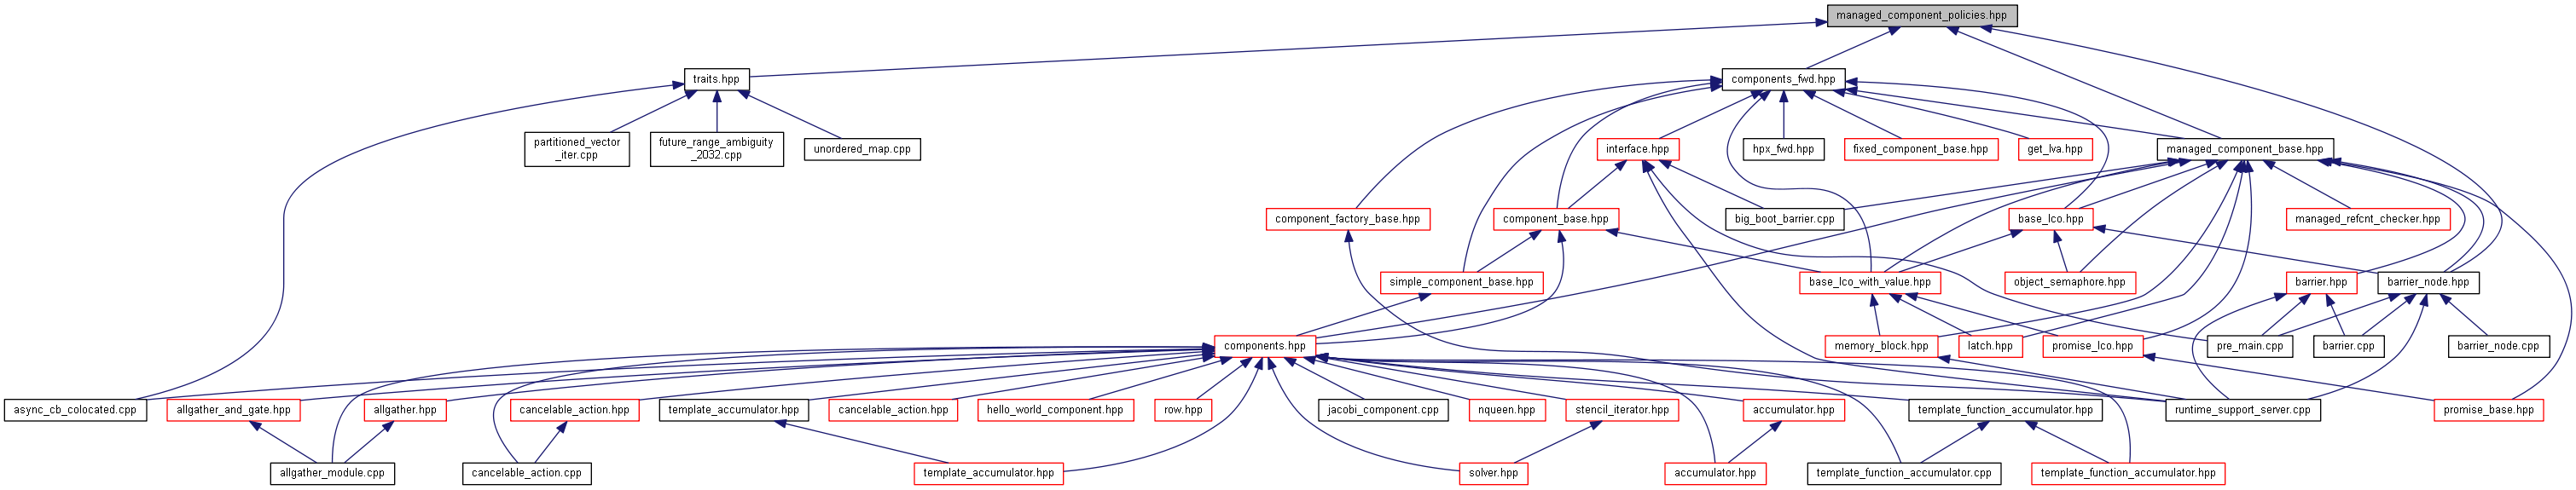 managed_component_policies.hpp
traits.hpp
components_fwd.hpp
partitioned_vector
_iter.cpp
future_range_ambiguity
_2032.cpp
unordered_map.cpp
interface.hpp
hpx_fwd.hpp
fixed_component_base.hpp
get_lva.hpp
managed_component_base.hpp
component_factory_base.hpp
component_base.hpp
big_boot_barrier.cpp
base_lco.hpp
managed_refcnt_checker.hpp
simple_component_base.hpp
base_lco_with_value.hpp
object_semaphore.hpp
barrier.hpp
barrier_node.hpp
components.hpp
memory_block.hpp
latch.hpp
promise_lco.hpp
pre_main.cpp
barrier.cpp
barrier_node.cpp
async_cb_colocated.cpp
allgather_and_gate.hpp
allgather.hpp
cancelable_action.hpp
template_accumulator.hpp
cancelable_action.hpp
hello_world_component.hpp
row.hpp
jacobi_component.cpp
nqueen.hpp
stencil_iterator.hpp
accumulator.hpp
template_function_accumulator.hpp
runtime_support_server.cpp
promise_base.hpp
allgather_module.cpp
cancelable_action.cpp
template_accumulator.hpp
solver.hpp
accumulator.hpp
template_function_accumulator.cpp
template_function_accumulator.hpp